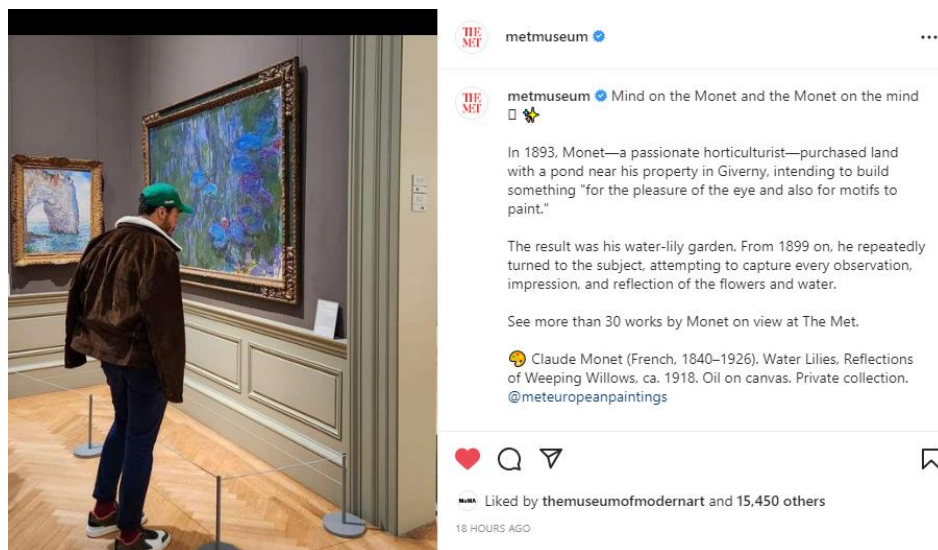 THE
MET
metmuseum
THE
MET
metmuseum Mind on the Monet and the Monet on the mind
In 1893, Monet—a passionate horticulturist—purchased land
with a pond near his property in Giverny, intending to build
something "for the pleasure of the eye and also for motifs to
paint."
The result was his water-lily garden. From 1899 on, he repeatedly
turned to the subject, attempting to capture every observation,
impression, and reflection of the flowers and water.
See more than 30 works by Monet on view at The Met.
🎨 Claude Monet (French, 1840–1926). Water Lilies, Reflections
of Weeping Willows, ca. 1918. Oil on canvas. Private collection.
@meteuropeanpaintings
MoMA Liked by themuseumofmodernart and 15,450 others
18 HOURS AGO